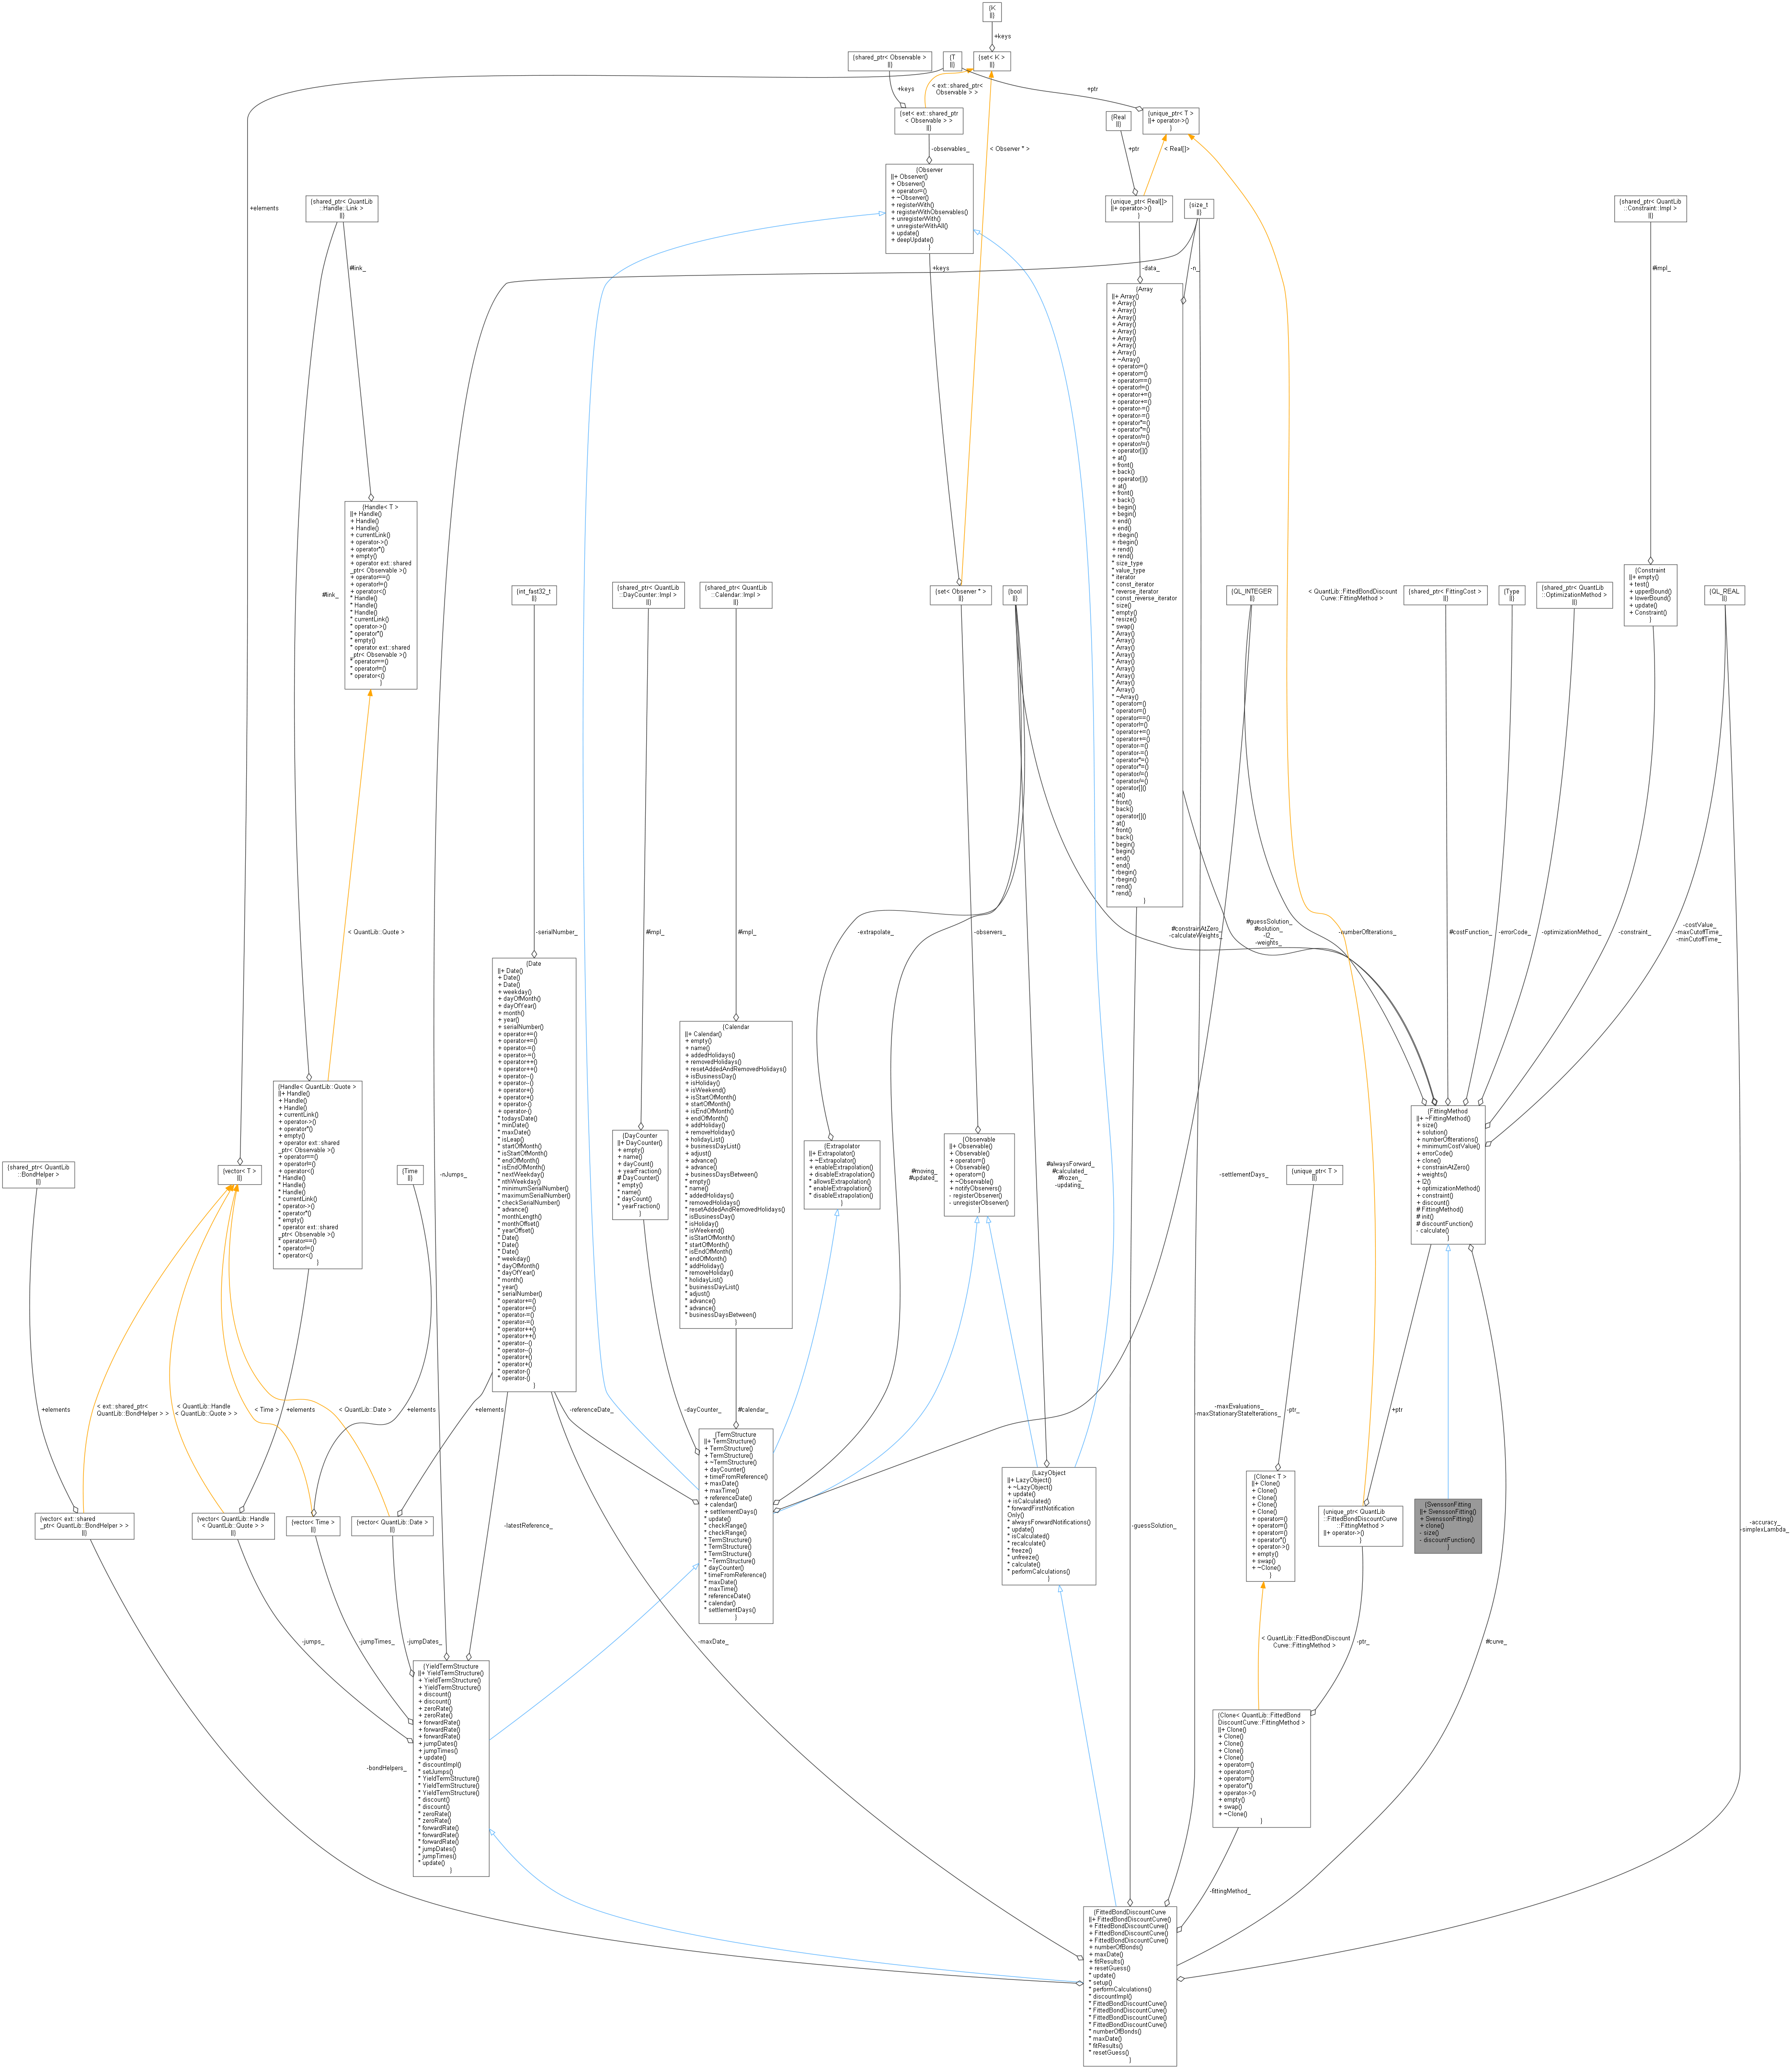 {K
||}
+keys
{shared_ptr< Observable >
||}
{T
||}
{set< K >
||}
+keys
< ext::shared_ptr<
Observable > >
+ptr
{set< ext::shared_ptr
< Observable > >
||}
{Real
||}
{unique_ptr< T >
||+ operator->()
}
+elements
-observables_
< Observer * >
+ptr
< Real[]>
{shared_ptr< QuantLib
::Handle::Link >
||}
{Observer
||+ Observer()
+ Observer()
+ operator=()
+ ~Observer()
+ registerWith()
+ registerWithObservables()
+ unregisterWith()
+ unregisterWithAll()
+ update()
+ deepUpdate()
}
{unique_ptr< Real[]>
||+ operator->()
}
{size_t
||}
{shared_ptr< QuantLib
::Constraint::Impl >
||}
#link_
+keys
-data_
-n_
#impl_
{Array
||+ Array()
+ Array()
+ Array()
+ Array()
+ Array()
+ Array()
+ Array()
+ Array()
+ Array()
+ ~Array()
+ operator=()
+ operator=()
+ operator==()
+ operator!=()
+ operator+=()
+ operator+=()
+ operator-=()
+ operator-=()
+ operator*=()
+ operator*=()
+ operator/=()
+ operator/=()
+ operator[]()
+ at()
+ front()
+ back()
+ operator[]()
+ at()
+ front()
+ back()
+ begin()
+ begin()
+ end()
+ end()
+ rbegin()
+ rbegin()
+ rend()
+ rend()
* size_type
* value_type
* iterator
* const_iterator
* reverse_iterator
* const_reverse_iterator
* size()
* empty()
* resize()
* swap()
* Array()
* Array()
* Array()
* Array()
* Array()
* Array()
* Array()
* Array()
* Array()
* ~Array()
* operator=()
* operator=()
* operator==()
* operator!=()
* operator+=()
* operator+=()
* operator-=()
* operator-=()
* operator*=()
* operator*=()
* operator/=()
* operator/=()
* operator[]()
* at()
* front()
* back()
* operator[]()
* at()
* front()
* back()
* begin()
* begin()
* end()
* end()
* rbegin()
* rbegin()
* rend()
* rend()
}
{Handle< T >
||+ Handle()
+ Handle()
+ Handle()
+ currentLink()
+ operator->()
+ operator*()
+ empty()
+ operator ext::shared
_ptr< Observable >()
+ operator==()
+ operator!=()
+ operator<()
* Handle()
* Handle()
* Handle()
* currentLink()
* operator->()
* operator*()
* empty()
* operator ext::shared
_ptr< Observable >()
* operator==()
* operator!=()
* operator<()
}
#link_
{int_fast32_t
||}
{shared_ptr< QuantLib
::DayCounter::Impl >
||}
{shared_ptr< QuantLib
::Calendar::Impl >
||}
{set< Observer * >
||}
{bool
||}
{QL_INTEGER
||}
< QuantLib::FittedBondDiscount
Curve::FittingMethod >
{shared_ptr< FittingCost >
||}
{Type
||}
{shared_ptr< QuantLib
::OptimizationMethod >
||}
{Constraint
||+ empty()
+ test()
+ upperBound()
+ lowerBound()
+ update()
+ Constraint()
}
{QL_REAL
||}
< QuantLib::Quote >
-serialNumber_
#impl_
#impl_
-extrapolate_
-observers_
#constrainAtZero_
-calculateWeights_
#guessSolution_
#solution_
-l2_
-weights_
-numberOfIterations_
#costFunction_
-errorCode_
-optimizationMethod_
-constraint_
-costValue_
-maxCutoffTime_
-minCutoffTime_
{Date
||+ Date()
+ Date()
+ Date()
+ weekday()
+ dayOfMonth()
+ dayOfYear()
+ month()
+ year()
+ serialNumber()
+ operator+=()
+ operator+=()
+ operator-=()
+ operator-=()
+ operator++()
+ operator++()
+ operator--()
+ operator--()
+ operator+()
+ operator+()
+ operator-()
+ operator-()
* todaysDate()
* minDate()
* maxDate()
* isLeap()
* startOfMonth()
* isStartOfMonth()
* endOfMonth()
* isEndOfMonth()
* nextWeekday()
* nthWeekday()
* minimumSerialNumber()
* maximumSerialNumber()
* checkSerialNumber()
* advance()
* monthLength()
* monthOffset()
* yearOffset()
* Date()
* Date()
* Date()
* weekday()
* dayOfMonth()
* dayOfYear()
* month()
* year()
* serialNumber()
* operator+=()
* operator+=()
* operator-=()
* operator-=()
* operator++()
* operator++()
* operator--()
* operator--()
* operator+()
* operator+()
* operator-()
* operator-()
}
{Calendar
||+ Calendar()
+ empty()
+ name()
+ addedHolidays()
+ removedHolidays()
+ resetAddedAndRemovedHolidays()
+ isBusinessDay()
+ isHoliday()
+ isWeekend()
+ isStartOfMonth()
+ startOfMonth()
+ isEndOfMonth()
+ endOfMonth()
+ addHoliday()
+ removeHoliday()
+ holidayList()
+ businessDayList()
+ adjust()
+ advance()
+ advance()
+ businessDaysBetween()
* empty()
* name()
* addedHolidays()
* removedHolidays()
* resetAddedAndRemovedHolidays()
* isBusinessDay()
* isHoliday()
* isWeekend()
* isStartOfMonth()
* startOfMonth()
* isEndOfMonth()
* endOfMonth()
* addHoliday()
* removeHoliday()
* holidayList()
* businessDayList()
* adjust()
* advance()
* advance()
* businessDaysBetween()
}
{Handle< QuantLib::Quote >
||+ Handle()
+ Handle()
+ Handle()
+ currentLink()
+ operator->()
+ operator*()
+ empty()
+ operator ext::shared
_ptr< Observable >()
+ operator==()
+ operator!=()
+ operator<()
* Handle()
* Handle()
* Handle()
* currentLink()
* operator->()
* operator*()
* empty()
* operator ext::shared
_ptr< Observable >()
* operator==()
* operator!=()
* operator<()
}
{DayCounter
||+ DayCounter()
+ empty()
+ name()
+ dayCount()
+ yearFraction()
# DayCounter()
* empty()
* name()
* dayCount()
* yearFraction()
}
{Extrapolator
||+ Extrapolator()
+ ~Extrapolator()
+ enableExtrapolation()
+ disableExtrapolation()
* allowsExtrapolation()
* enableExtrapolation()
* disableExtrapolation()
}
{Observable
||+ Observable()
+ Observable()
+ operator=()
+ Observable()
+ operator=()
+ ~Observable()
+ notifyObservers()
- registerObserver()
- unregisterObserver()
}
{FittingMethod
||+ ~FittingMethod()
+ size()
+ solution()
+ numberOfIterations()
+ minimumCostValue()
+ errorCode()
+ clone()
+ constrainAtZero()
+ weights()
+ l2()
+ optimizationMethod()
+ constraint()
+ discount()
# FittingMethod()
# init()
# discountFunction()
- calculate()
}
{shared_ptr< QuantLib
::BondHelper >
||}
{vector< T >
||}
{Time
||}
-nJumps_
#moving_
#updated_
#alwaysForward_
#calculated_
#frozen_
-updating_
-settlementDays_
{unique_ptr< T >
||}
+elements
< ext::shared_ptr<
QuantLib::BondHelper > >
< QuantLib::Handle
< QuantLib::Quote > >
+elements
< Time >
< QuantLib::Date >
+elements
+elements
-referenceDate_
-dayCounter_
#calendar_
-maxEvaluations_
-maxStationaryStateIterations_
-ptr_
+ptr
{TermStructure
||+ TermStructure()
+ TermStructure()
+ TermStructure()
+ ~TermStructure()
+ dayCounter()
+ timeFromReference()
+ maxDate()
+ maxTime()
+ referenceDate()
+ calendar()
+ settlementDays()
* update()
* checkRange()
* checkRange()
* TermStructure()
* TermStructure()
* TermStructure()
* ~TermStructure()
* dayCounter()
* timeFromReference()
* maxDate()
* maxTime()
* referenceDate()
* calendar()
* settlementDays()
}
{LazyObject
||+ LazyObject()
+ ~LazyObject()
+ update()
+ isCalculated()
* forwardFirstNotification
Only()
* alwaysForwardNotifications()
* update()
* isCalculated()
* recalculate()
* freeze()
* unfreeze()
* calculate()
* performCalculations()
}
{Clone< T >
||+ Clone()
+ Clone()
+ Clone()
+ Clone()
+ Clone()
+ operator=()
+ operator=()
+ operator=()
+ operator*()
+ operator->()
+ empty()
+ swap()
+ ~Clone()
}
{vector< ext::shared
_ptr< QuantLib::BondHelper > >
||}
{vector< QuantLib::Handle
< QuantLib::Quote > >
||}
{vector< Time >
||}
{vector< QuantLib::Date >
||}
-latestReference_
-guessSolution_
{unique_ptr< QuantLib
::FittedBondDiscountCurve
::FittingMethod >
||+ operator->()
}
{SvenssonFitting
||+ SvenssonFitting()
+ SvenssonFitting()
+ clone()
- size()
- discountFunction()
}
-accuracy_
-simplexLambda_
-jumps_
-jumpTimes_
-jumpDates_
-maxDate_
< QuantLib::FittedBondDiscount
Curve::FittingMethod >
-ptr_
#curve_
{YieldTermStructure
||+ YieldTermStructure()
+ YieldTermStructure()
+ YieldTermStructure()
+ discount()
+ discount()
+ zeroRate()
+ zeroRate()
+ forwardRate()
+ forwardRate()
+ forwardRate()
+ jumpDates()
+ jumpTimes()
+ update()
* discountImpl()
* setJumps()
* YieldTermStructure()
* YieldTermStructure()
* YieldTermStructure()
* discount()
* discount()
* zeroRate()
* zeroRate()
* forwardRate()
* forwardRate()
* forwardRate()
* jumpDates()
* jumpTimes()
* update()
}
-bondHelpers_
{Clone< QuantLib::FittedBond
DiscountCurve::FittingMethod >
||+ Clone()
+ Clone()
+ Clone()
+ Clone()
+ Clone()
+ operator=()
+ operator=()
+ operator=()
+ operator*()
+ operator->()
+ empty()
+ swap()
+ ~Clone()
}
-fittingMethod_
{FittedBondDiscountCurve
||+ FittedBondDiscountCurve()
+ FittedBondDiscountCurve()
+ FittedBondDiscountCurve()
+ FittedBondDiscountCurve()
+ numberOfBonds()
+ maxDate()
+ fitResults()
+ resetGuess()
* update()
* setup()
* performCalculations()
* discountImpl()
* FittedBondDiscountCurve()
* FittedBondDiscountCurve()
* FittedBondDiscountCurve()
* FittedBondDiscountCurve()
* numberOfBonds()
* maxDate()
* fitResults()
* resetGuess()
}